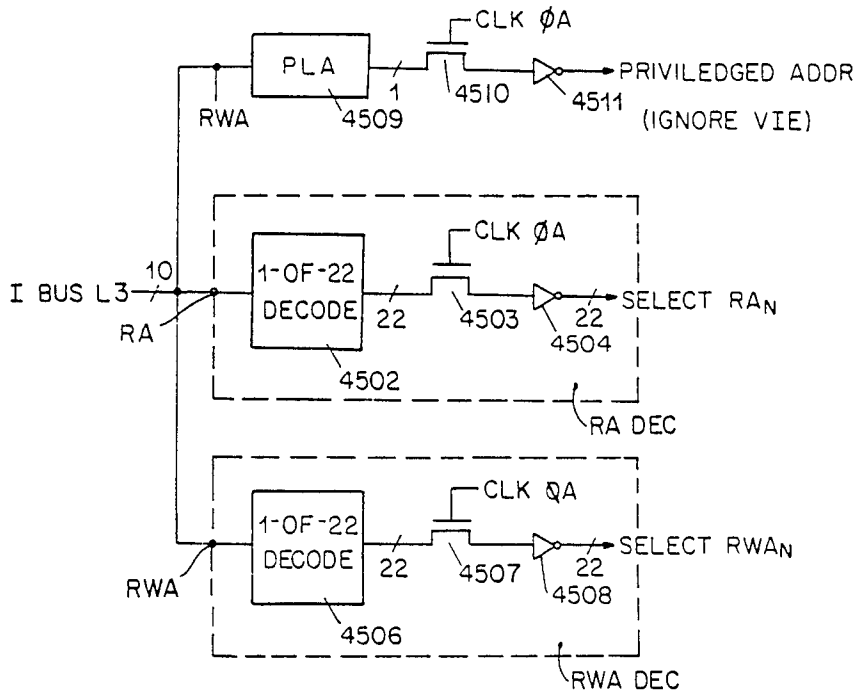 CLK ØA
PLA
1
4510
4511
PRIVILEDGED ADDR
(IGNORE VIE)
RWA
4509
CLK ØA
I BUS L3
10
RA
1-OF-22
DECODE
22
4503
4504
22
SELECT RAN
4502
RA DEC
CLK QA
RWA
1-OF-22
DECODE
22
4507
4508
22
SELECT RWAN
4506
RWA DEC